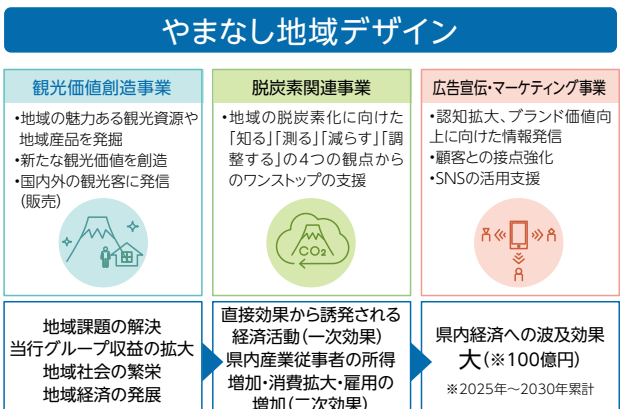 やまなし地域デザイン
観光価値創造事業
・地域の魅力ある観光資源や
地域産品を発掘
・新たな観光価値を創造
・国内外の観光客に発信
(販売)
脱炭素関連事業
・地域の脱炭素化に向けた
「知る」「測る」「減らす」「調
整する」の4つの観点から
のワンストップの支援
CO2
広告宣伝・マーケティング事業
・認知拡大、ブランド価値向
上に向けた情報発信
・顧客との接点強化
・SNSの活用支援
地域課題の解決
当行グループ収益の拡大
地域社会の繁栄
地域経済の発展
直接効果から誘発される
経済活動(一次効果)
県内産業従事者の所得
増加・消費拡大・雇用の
増加(二次効果)
県内経済への波及効果
大(※100億円)
※2025年～2030年累計